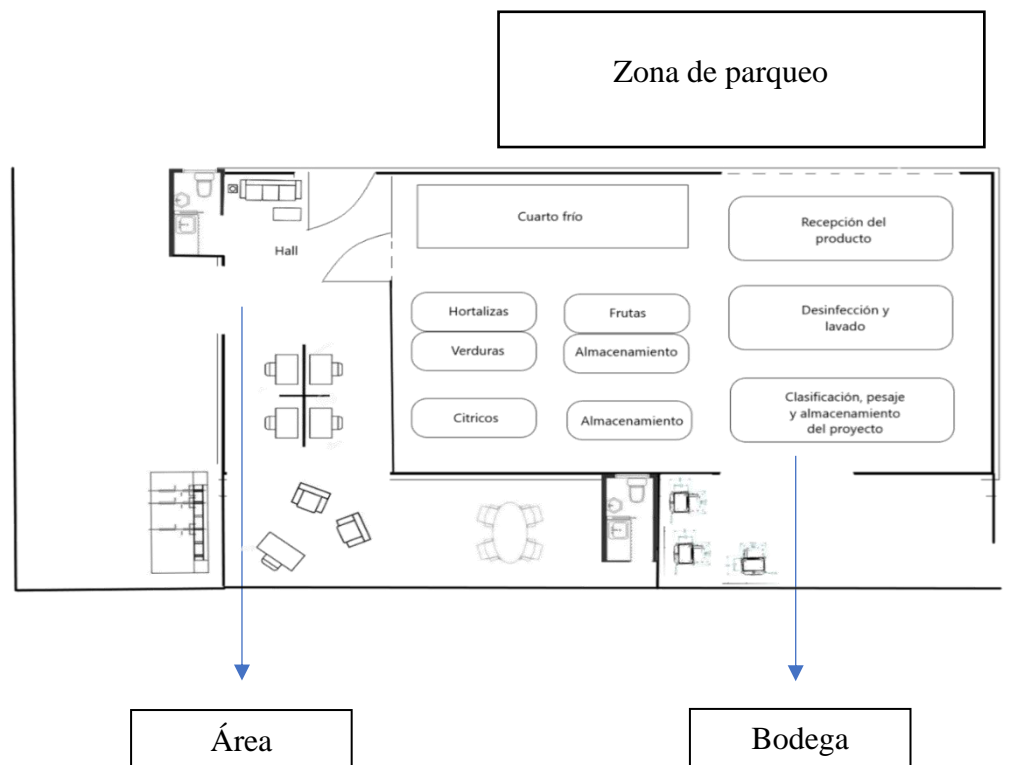 Zona de parqueo
Cuarto frío
Recepción del
producto
Hall
Hortalizas
Frutas
Desinfección y
lavado
Verduras
Almacenamiento
Clasificación, pesaje
y almacenamiento
del proyecto
Citricos
Almacenamiento
Área
Bodega